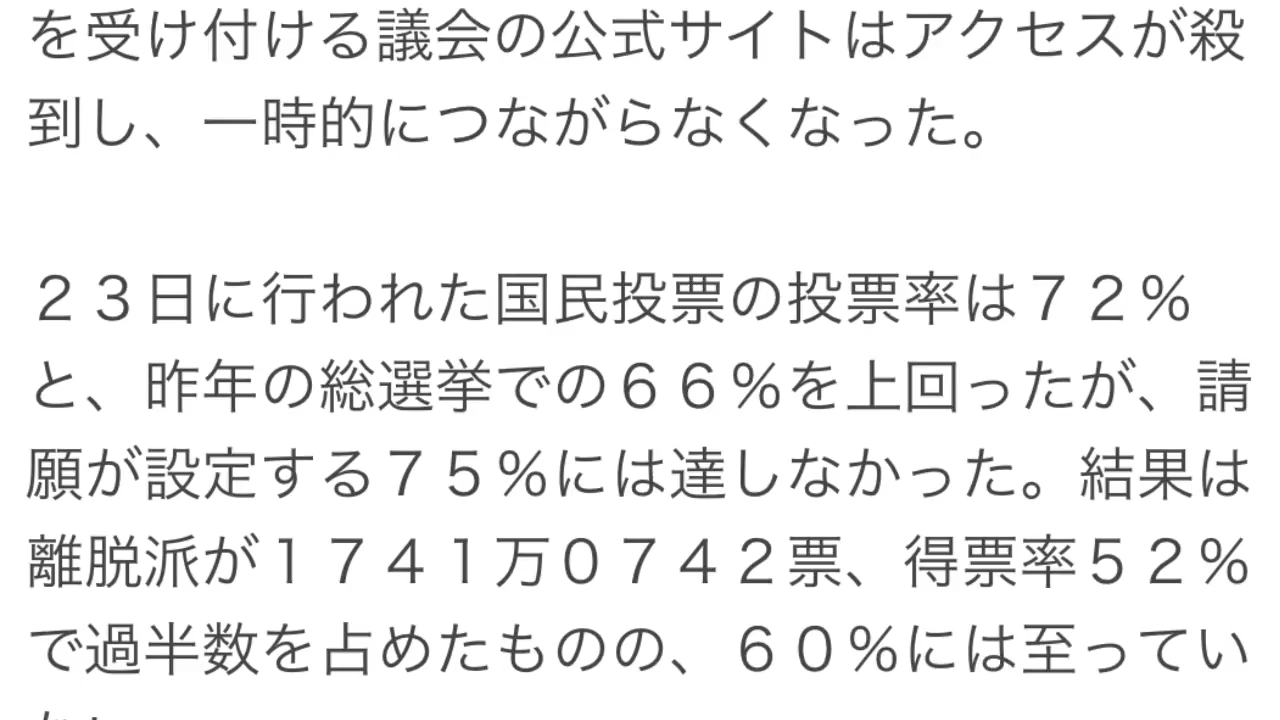 を受け付ける議会の公式サイトはアクセスが殺
到し、一時的につながらなくなった。
２３日に行われた国民投票の投票率は７２％
と、昨年の総選挙での６６％を上回ったが、請
願が設定する７５％には達しなかった。結果は
離脱派が１７４１万０７４２票、得票率５２％
で過半数を占めたものの、６０％には至ってい